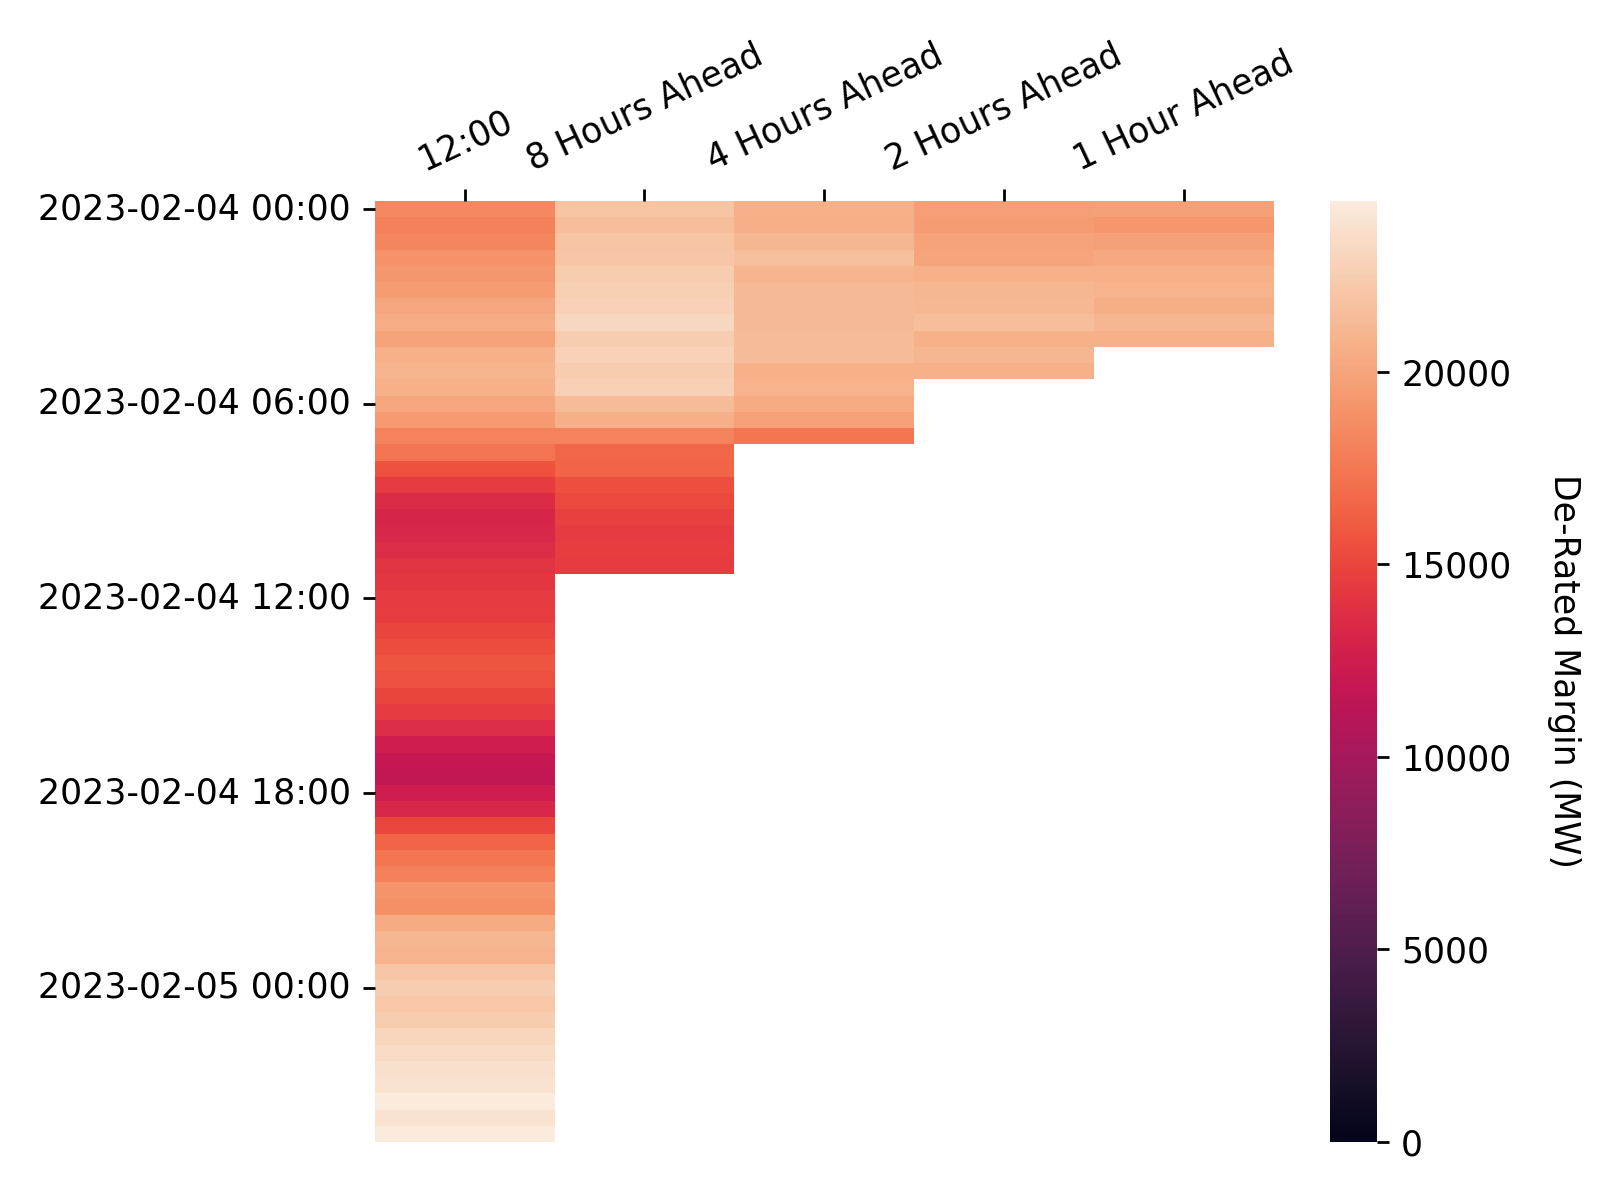 12:00
8 Hours Ahead
4 Hours Ahead
2 Hours Ahead
1 Hour Ahead
2023-02-04 00:00
2023-02-04 06:00
2023-02-04 12:00
2023-02-04 18:00
2023-02-05 00:00
20000
15000
10000
5000
0
De-Rated Margin (MW)